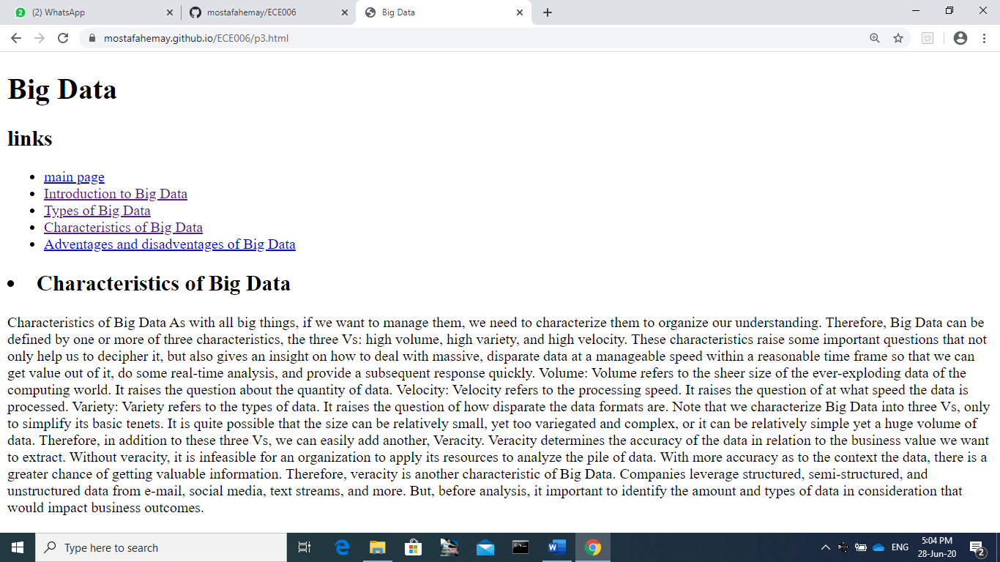 (2) WhatsApp
mostafahemay/ECE006
Big Data
mostafahemay.github.io/ECE006/p3.html
Big Data
links
main page
Introduction to Big Data
Types of Big Data
Characteristics of Big Data
Adventages and disadventages of Big Data
Characteristics of Big Data
Characteristics of Big Data As with all big things, if we want to manage them, we need to characterize them to organize our understanding. Therefore, Big Data can be
defined by one or more of three characteristics, the three Vs: high volume, high variety, and high velocity. These characteristics raise some important questions that not
only help us to decipher it, but also gives an insight on how to deal with massive, disparate data at a manageable speed within a reasonable time frame so that we can
get value out of it, do some real-time analysis, and provide a subsequent response quickly. Volume: Volume refers to the sheer size of the ever-exploding data of the
computing world. It raises the question about the quantity of data. Velocity: Velocity refers to the processing speed. It raises the question of at what speed the data is
processed. Variety: Variety refers to the types of data. It raises the question of how disparate the data formats are. Note that we characterize Big Data into three Vs, only
to simplify its basic tenets. It is quite possible that the size can be relatively small, yet too variegated and complex, or it can be relatively simple yet a huge volume of
data. Therefore, in addition to these three Vs, we can easily add another, Veracity. Veracity determines the accuracy of the data in relation to the business value we want
to extract. Without veracity, it is infeasible for an organization to apply its resources to analyze the pile of data. With more accuracy as to the context the data, there is a
greater chance of getting valuable information. Therefore, veracity is another characteristic of Big Data. Companies leverage structured, semi-structured, and
unstructured data from e-mail, social media, text streams, and more. But, before analysis, it important to identify the amount and types of data in consideration that
would impact business outcomes.
Type here to search
ENG
5:04 PM
28-Jun-20
2